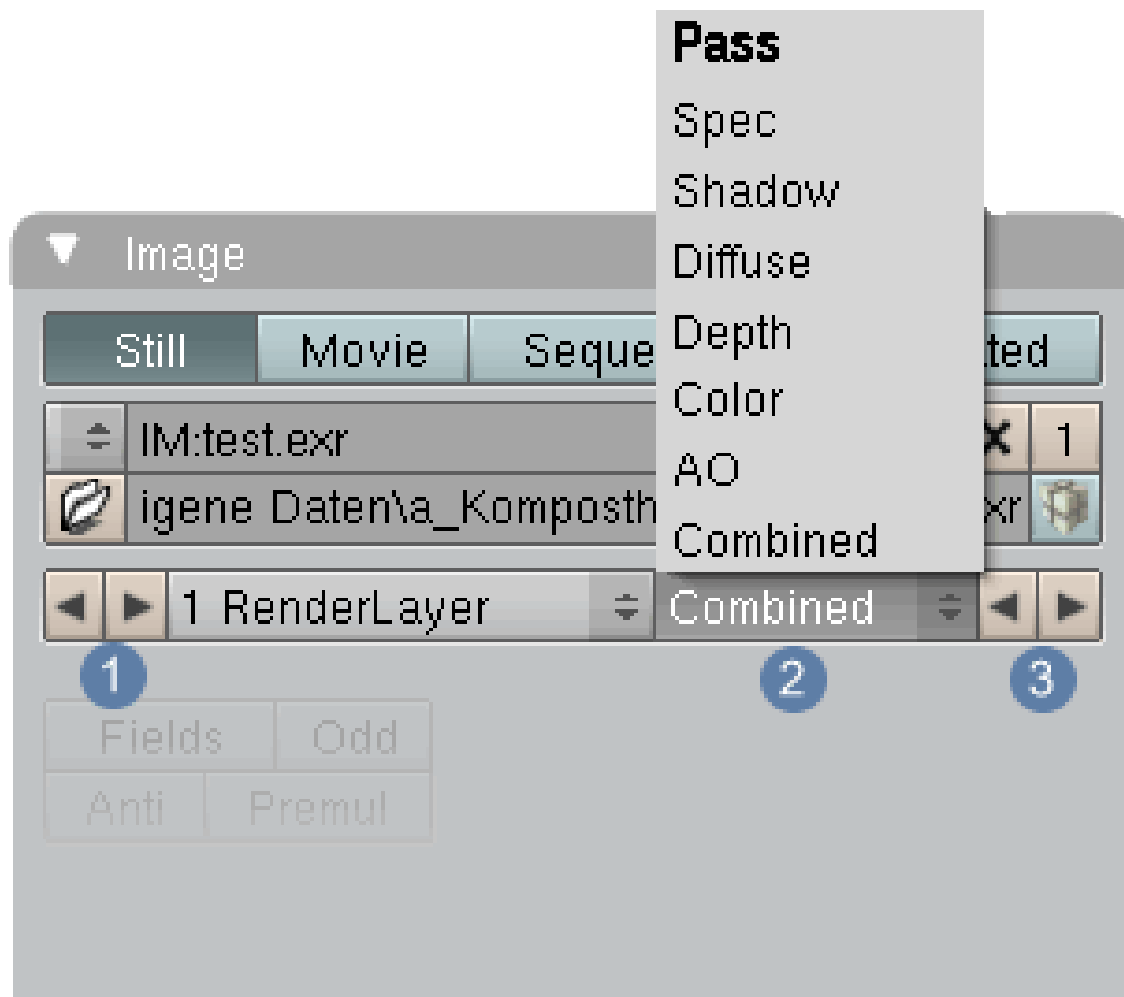 Pass
Spec
Shadow
Diffuse
Depth
Color
AO
Combined
Image
Still Movie Seque ted
IM:test.exr 1
igene Daten\a_Komposth xr
1 RenderLayer Combined
1 2 3
Fields Odd
Anti Premul